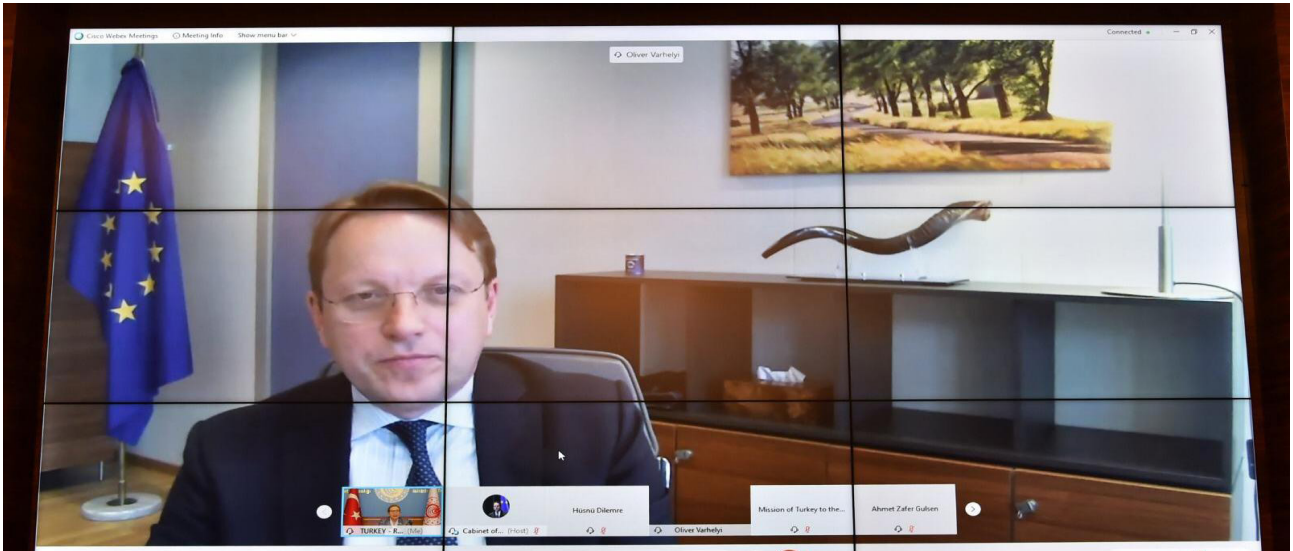 Cisco Webex Meetings
Meeting Info
Show menu bar
Connected
Oliver Varhelyi
TURKEY - R... (Me)
Cabinet of... (Host)
Hüsnü Dilemre
Oliver Varhelyi
Mission of Turkey to the...
Ahmet Zafer Gulsen